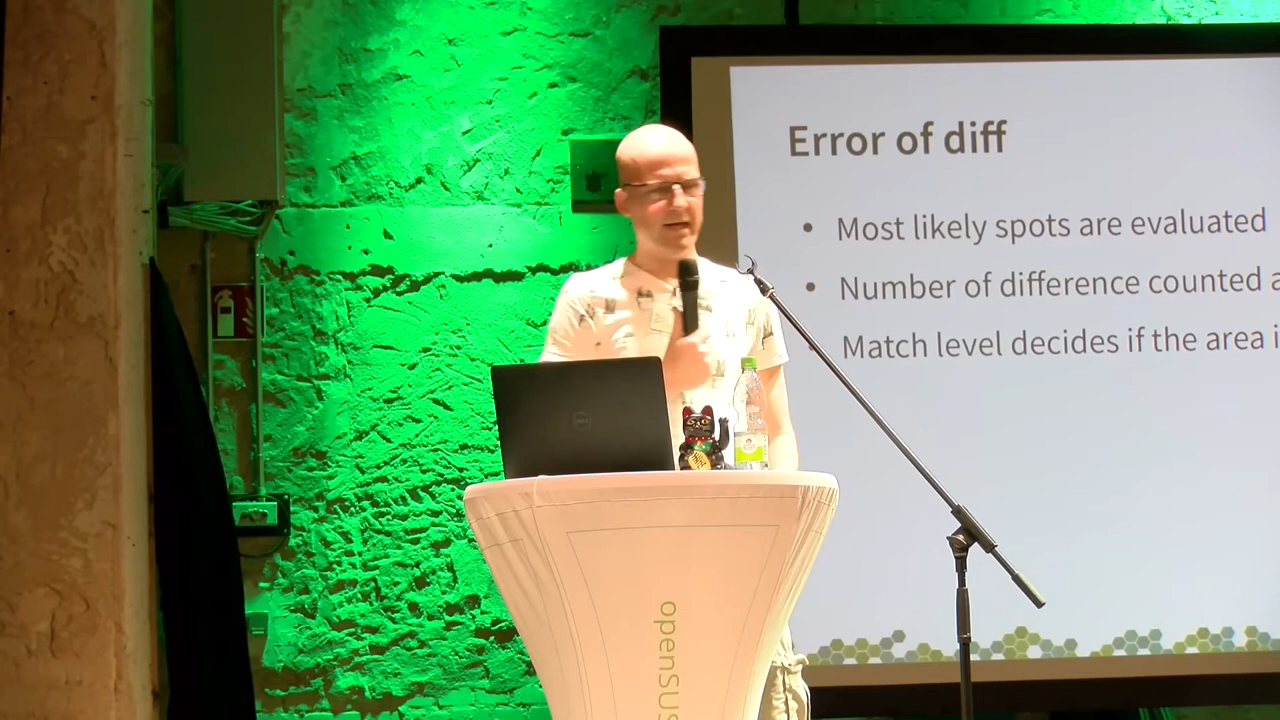 Error of diff
Most likely spots are evaluated
Number of difference counted
Match level decides if the area
openSUS
DELL